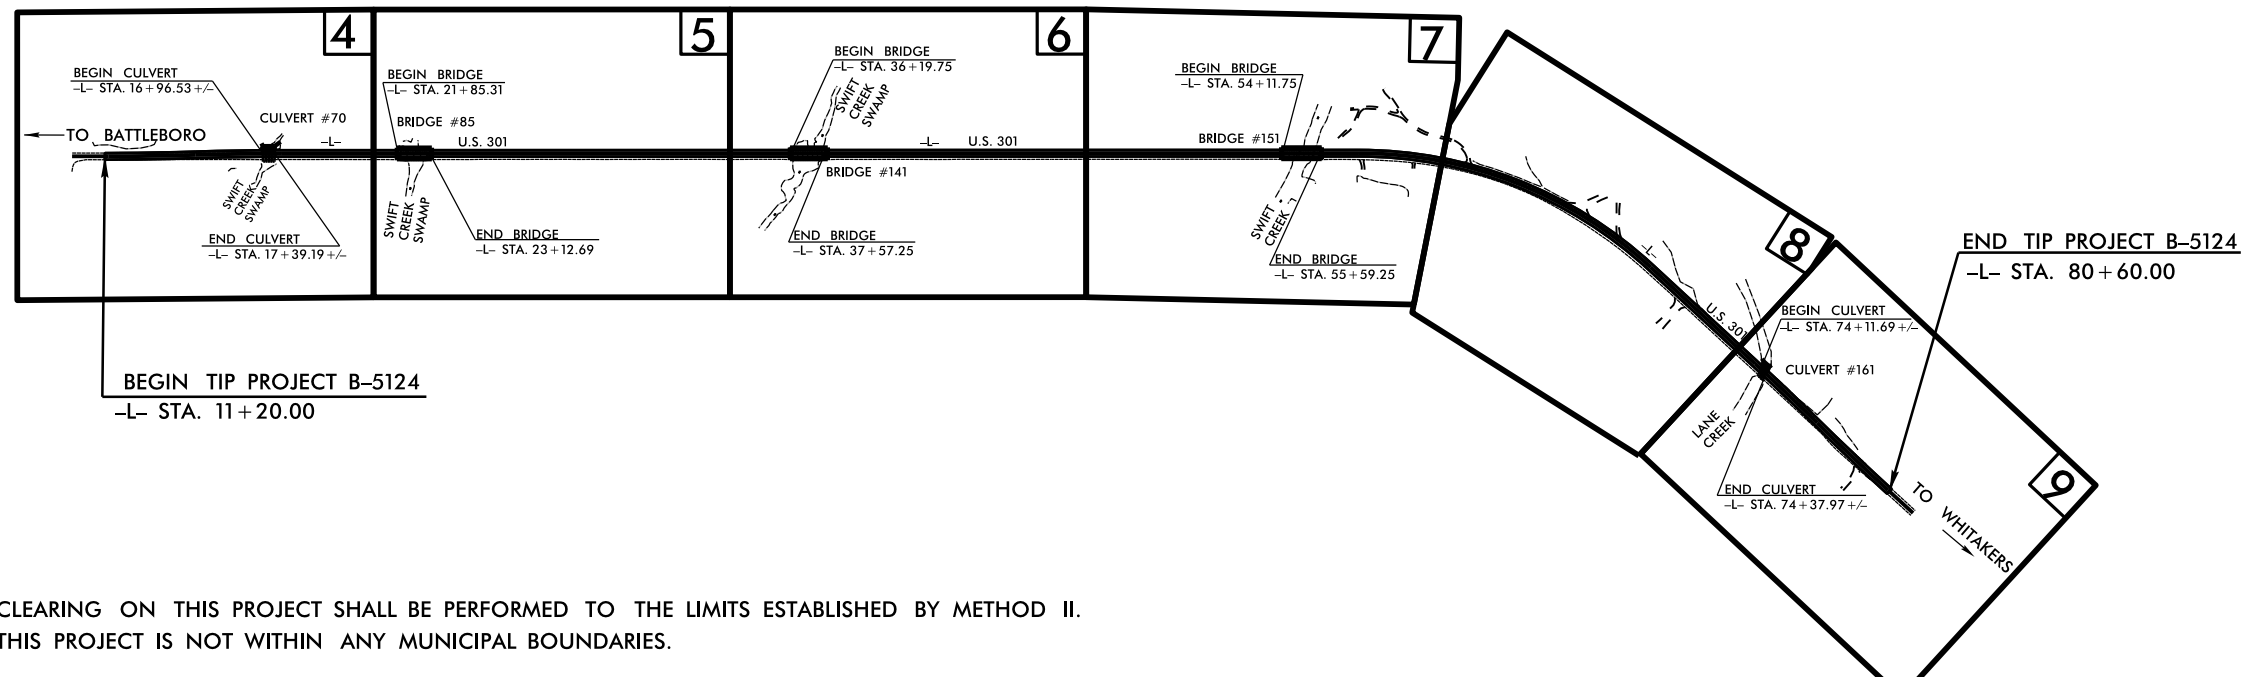 4
5
6
7
8
9
BEGIN CULVERT
-L- STA. 16+96.53 +/-
TO BATTLEBORO
CULVERT #70
-L-
SWIFT
CREEK
SWAMP
END CULVERT
-L- STA. 17+39.19 +/-
BEGIN TIP PROJECT B-5124
-L- STA. 11+20.00
BEGIN BRIDGE
-L- STA. 21+85.31
BRIDGE #85
U.S. 301
SWIFT
CREEK
SWAMP
END BRIDGE
-L- STA. 23+12.69
BEGIN BRIDGE
-L- STA. 36+19.75
SWIFT
CREEK
SWAMP
-L-
U.S. 301
BRIDGE #141
END BRIDGE
-L- STA. 37+57.25
BEGIN BRIDGE
-L- STA. 54+11.75
BRIDGE #151
SWIFT
CREEK
END BRIDGE
-L- STA. 55+59.25
-L-
U.S. 301
BEGIN CULVERT
-L- STA. 74+11.69 +/-
CULVERT #161
LANE
CREEK
END CULVERT
-L- STA. 74+37.97 +/-
END TIP PROJECT B-5124
-L- STA. 80+60.00
TO WHITAKERS
CLEARING ON THIS PROJECT SHALL BE PERFORMED TO THE LIMITS ESTABLISHED BY METHOD II.
THIS PROJECT IS NOT WITHIN ANY MUNICIPAL BOUNDARIES.